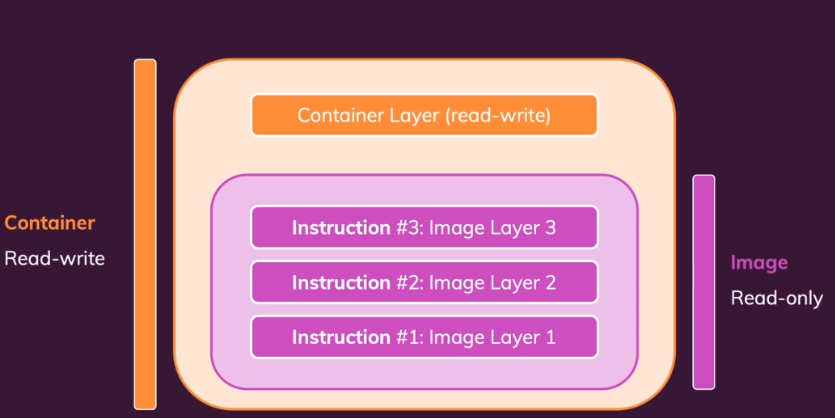 Container Layer (read-write)
Container
Read-write
Instruction #3: Image Layer 3
Instruction #2: Image Layer 2
Instruction #1: Image Layer 1
Image
Read-only